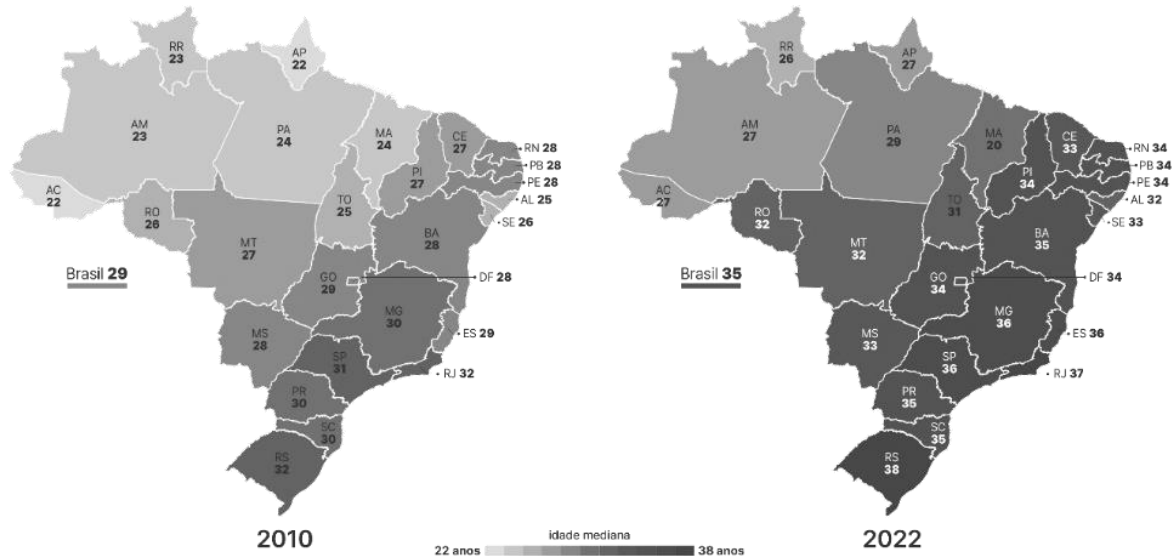 RR
23
AP
22
AM
23
PA
24
MA
24
CE
27
RN 28
PB 28
PE 28
AL 25
SE 26
PI
27
AC
22
RO
26
TO
25
BA
28
MT
27
Brasil 29
DF 28
GO
29
MG
30
ES 29
MS
28
SP
31
RJ 32
PR
30
SC
30
RS
32
2010
RR
26
AP
27
AM
27
PA
29
MA
20
CE
33
RN 34
PB 34
PE 34
AL 32
SE 33
PI
34
AC
27
RO
32
TO
31
BA
35
MT
32
Brasil 35
DF 34
GO
34
MG
36
ES 36
MS
33
SP
36
RJ 37
PR
35
SC
35
RS
38
2022
idade mediana
22 anos 38 anos